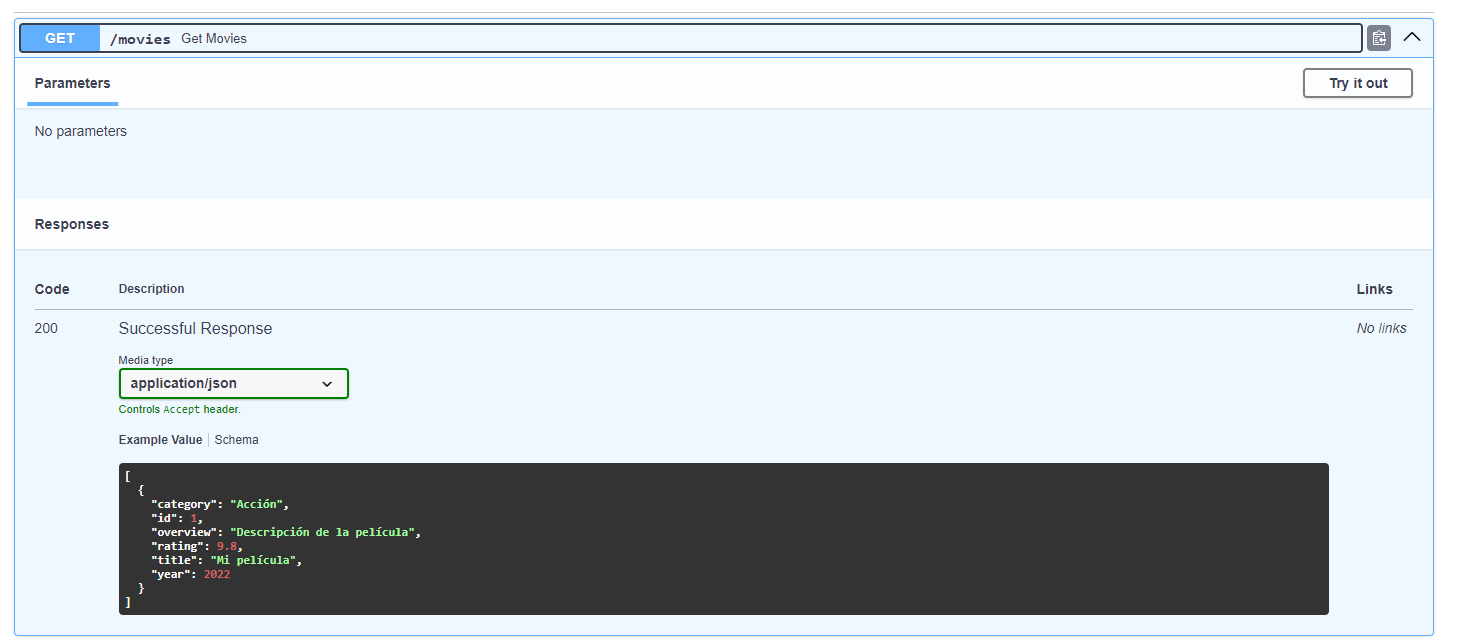 GET /movies Get Movies
Parameters
Try it out
No parameters
Responses
Code Description Links
200 Successful Response No links
Media type
application/json
Controls Accept header.
Example Value Schema
[
  {
    "category": "Acción",
    "id": 1,
    "overview": "Descripción de la película",
    "rating": 9.8,
    "title": "Mi película",
    "year": 2022
  }
]